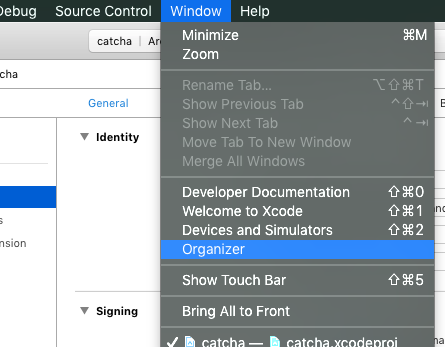 Debug Source Control Window Help
catcha Ar
cha
General
Identity
Signing
ension
Minimize ⌘M
Zoom
Rename Tab... ⌥⇧⌘T
Show Previous Tab ^⇧⇥
Show Next Tab ^⇥
Move Tab To New Window
Merge All Windows
Developer Documentation ⇧⌘0
Welcome to Xcode ⇧⌘1
Devices and Simulators ⇧⌘2
Organizer
Show Touch Bar ⇧⌘5
Bring All to Front
✓ catcha — catcha.xcodeproj